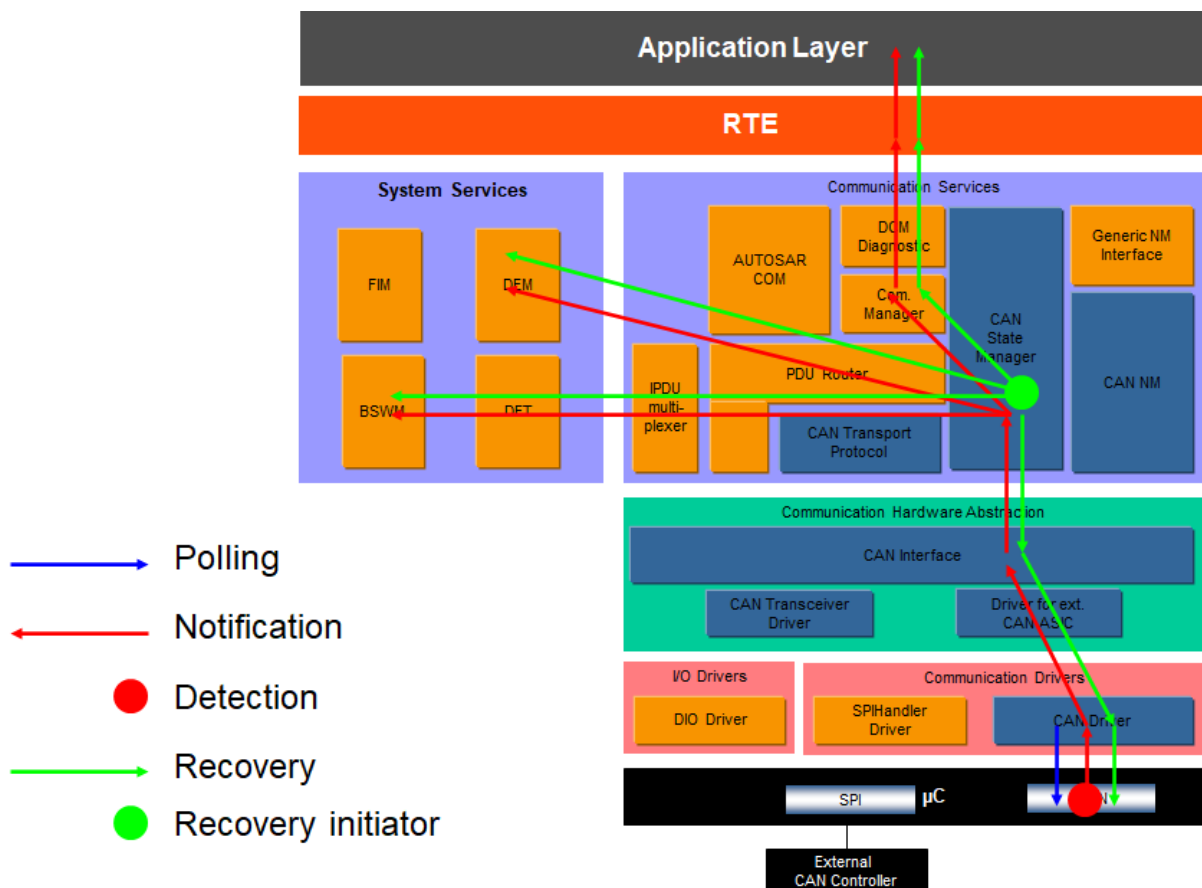 Application Layer
RTE
System Services
FIM
DEM
BSWM
DET
Communication Services
AUTOSAR
COM
DCM
Diagnostic
Com.
Manager
CAN
State
Manager
Generic NM
Interface
CAN NM
IPDU
multi-
plexer
PDU Router
CAN Transport
Protocol
Communication Hardware Abstraction
CAN Interface
CAN Transceiver
Driver
Driver for ext.
CAN ASIC
I/O Drivers
DIO Driver
Communication Drivers
SPIHandler
Driver
CAN Driver
SPI
µC
External
CAN Controller
Polling
Notification
Detection
Recovery
Recovery initiator